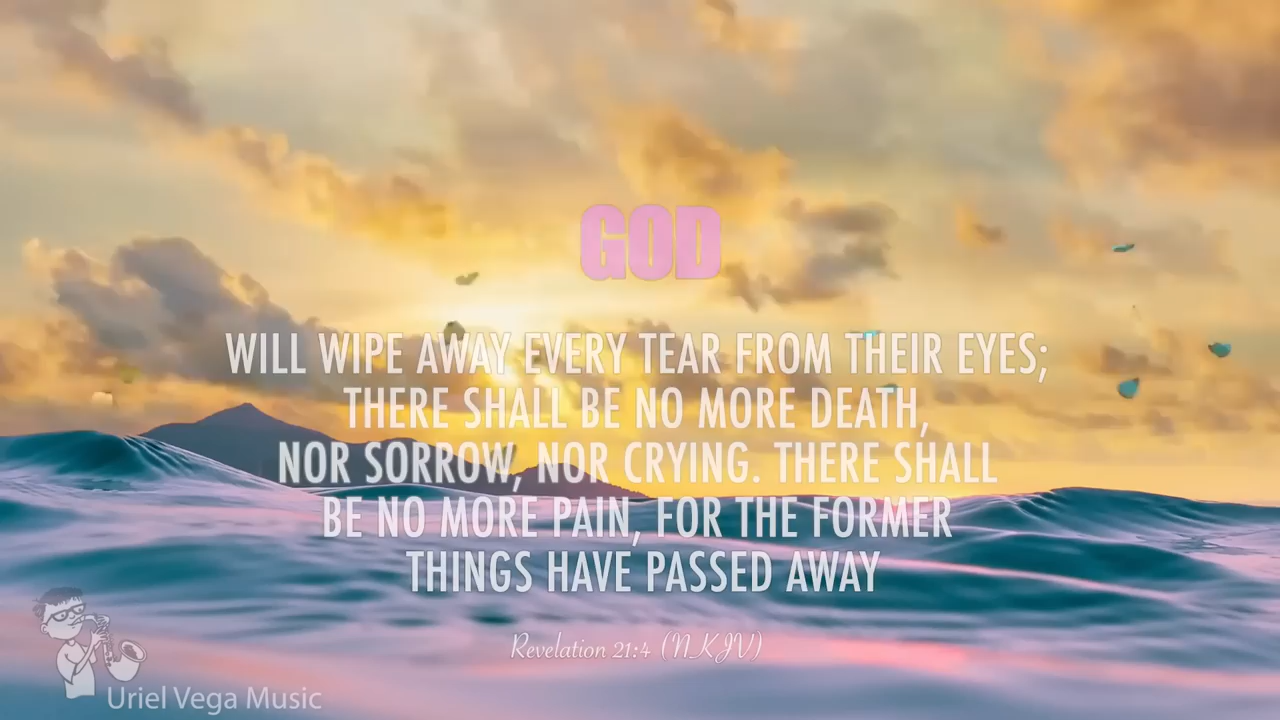 GOD
WILL WIPE AWAY EVERY TEAR FROM THEIR EYES;
THERE SHALL BE NO MORE DEATH,
NOR SORROW, NOR CRYING. THERE SHALL
BE NO MORE PAIN, FOR THE FORMER
THINGS HAVE PASSED AWAY
Revelation 21:4 (NKJV)
Uriel Vega Music